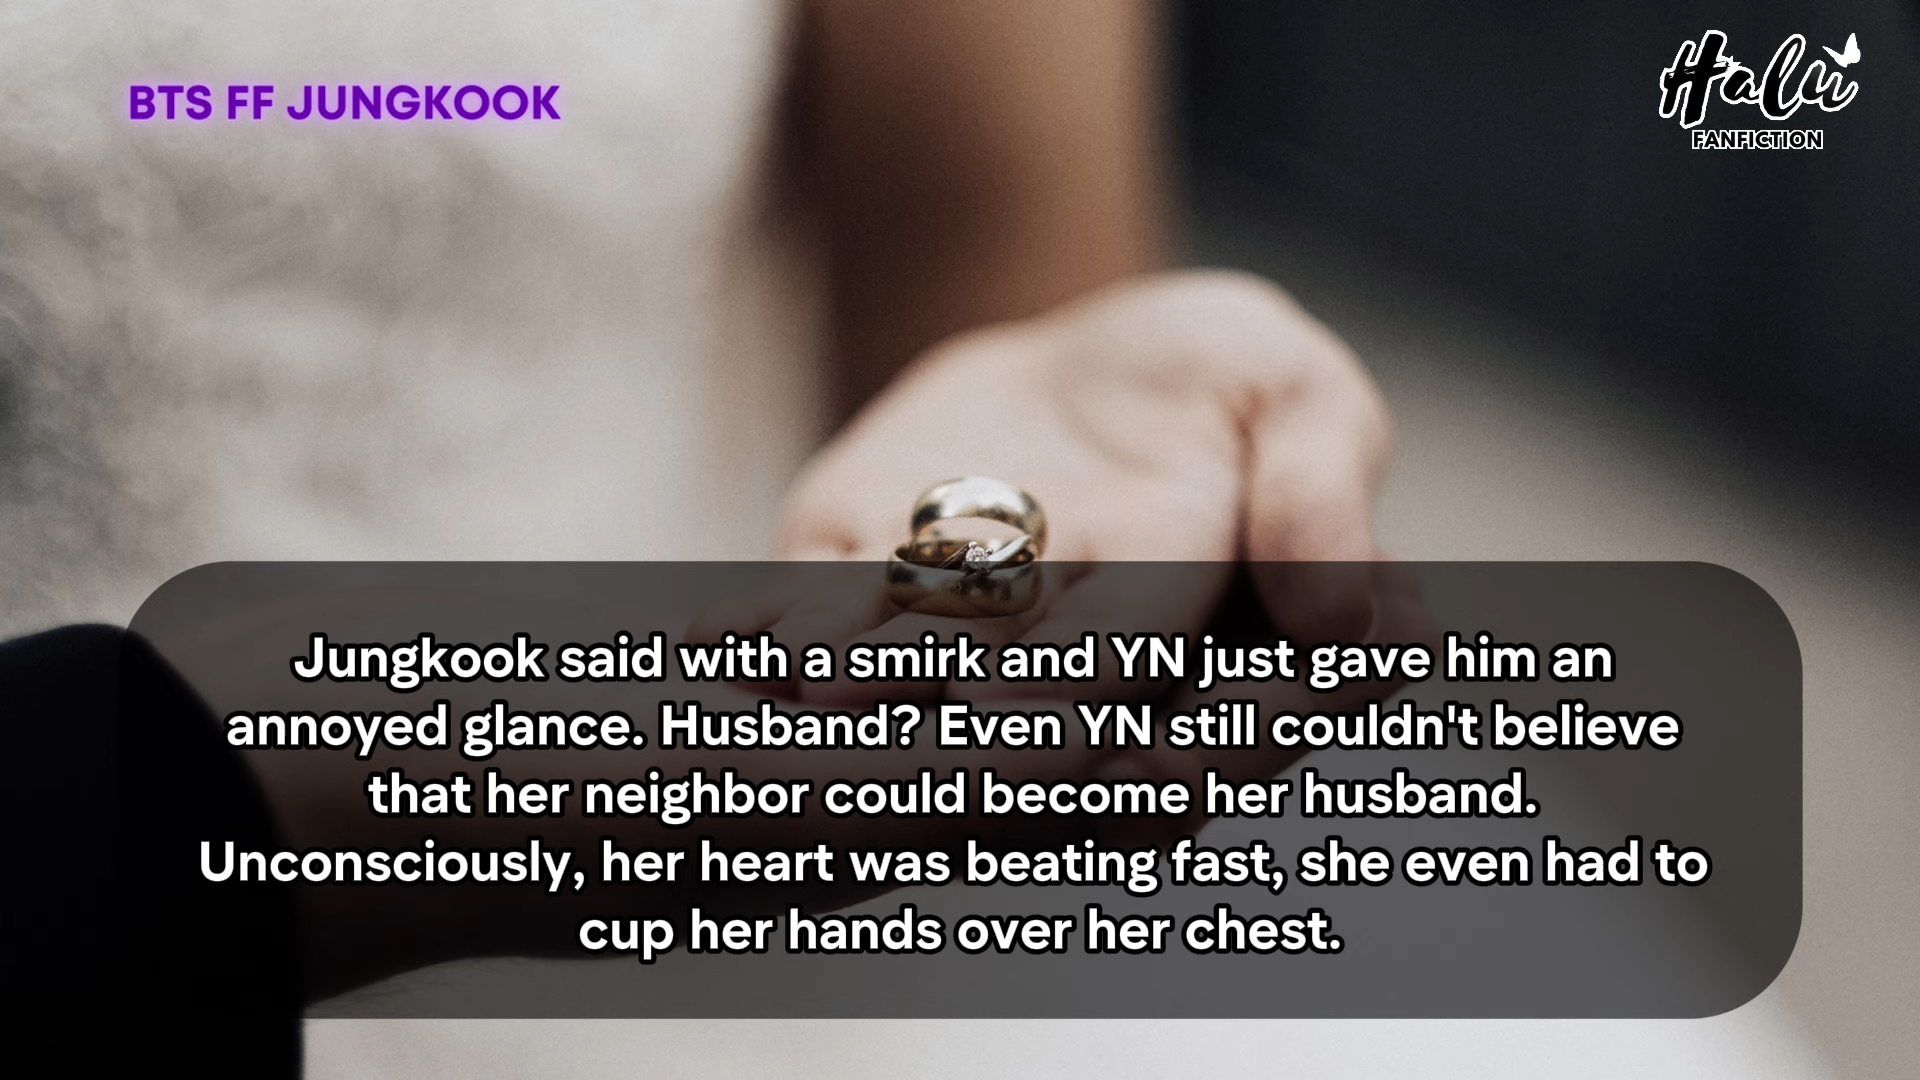 BTS FF JUNGKOOK
Halu
FANFICTION
Jungkook said with a smirk and YN just gave him an
annoyed glance. Husband? Even YN still couldn't believe
that her neighbor could become her husband.
Unconsciously, her heart was beating fast, she even had to
cup her hands over her chest.